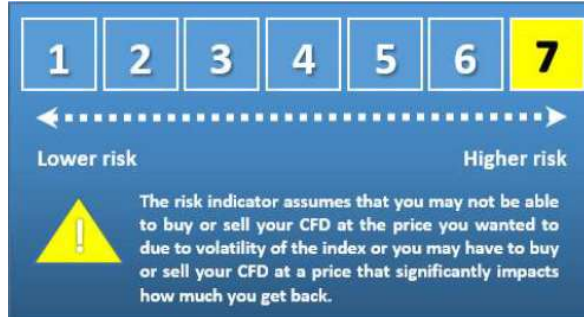 1 2 3 4 5 6 7
Lower risk Higher risk
!
The risk indicator assumes that you may not be able
to buy or sell your CFD at the price you wanted to
due to volatility of the index or you may have to buy
or sell your CFD at a price that significantly impacts
how much you get back.